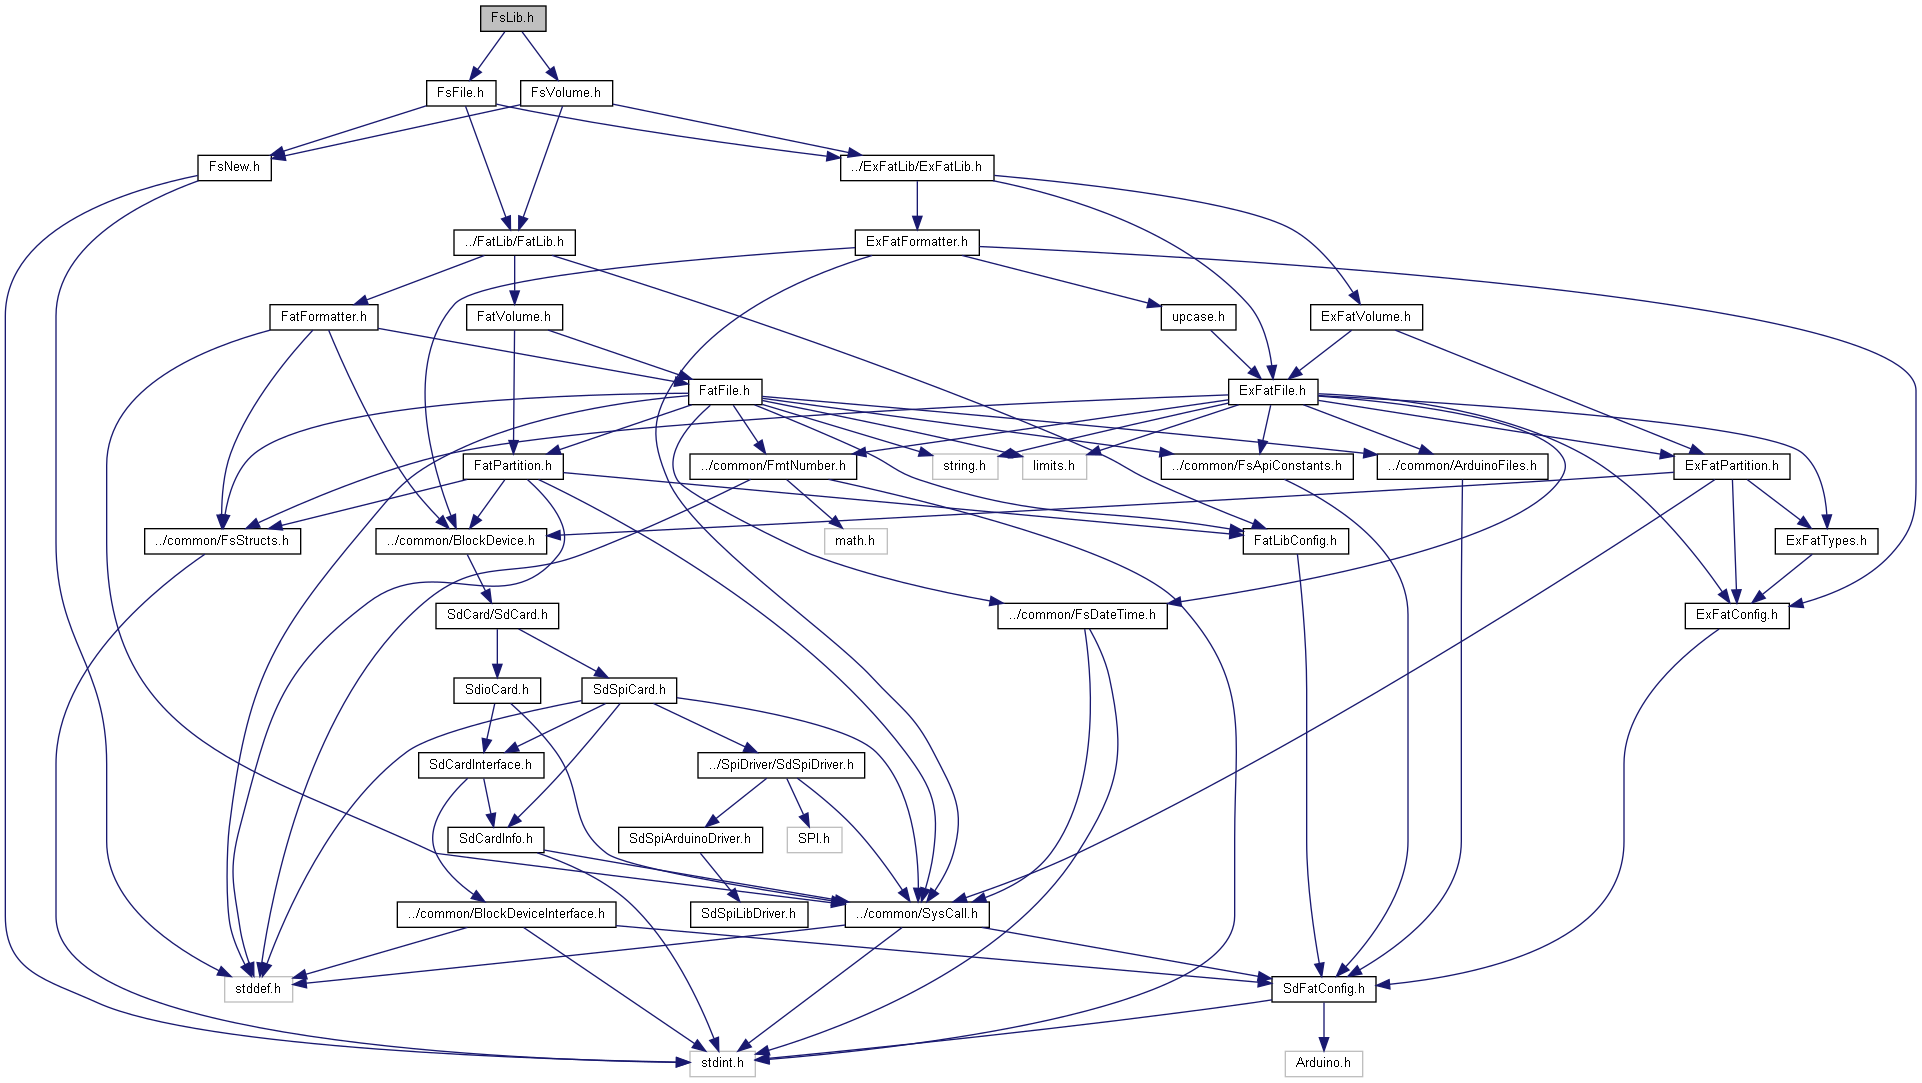 FsLib.h
FsFile.h
FsVolume.h
FsNew.h
../ExFatLib/ExFatLib.h
../FatLib/FatLib.h
ExFatFormatter.h
FatFormatter.h
FatVolume.h
upcase.h
ExFatVolume.h
FatFile.h
ExFatFile.h
FatPartition.h
../common/FmtNumber.h
string.h
limits.h
../common/FsApiConstants.h
../common/ArduinoFiles.h
ExFatPartition.h
../common/FsStructs.h
../common/BlockDevice.h
math.h
FatLibConfig.h
ExFatTypes.h
SdCard/SdCard.h
../common/FsDateTime.h
ExFatConfig.h
SdioCard.h
SdSpiCard.h
SdCardInterface.h
../SpiDriver/SdSpiDriver.h
SdCardInfo.h
SdSpiArduinoDriver.h
SPI.h
../common/BlockDeviceInterface.h
SdSpiLibDriver.h
../common/SysCall.h
stddef.h
SdFatConfig.h
stdint.h
Arduino.h